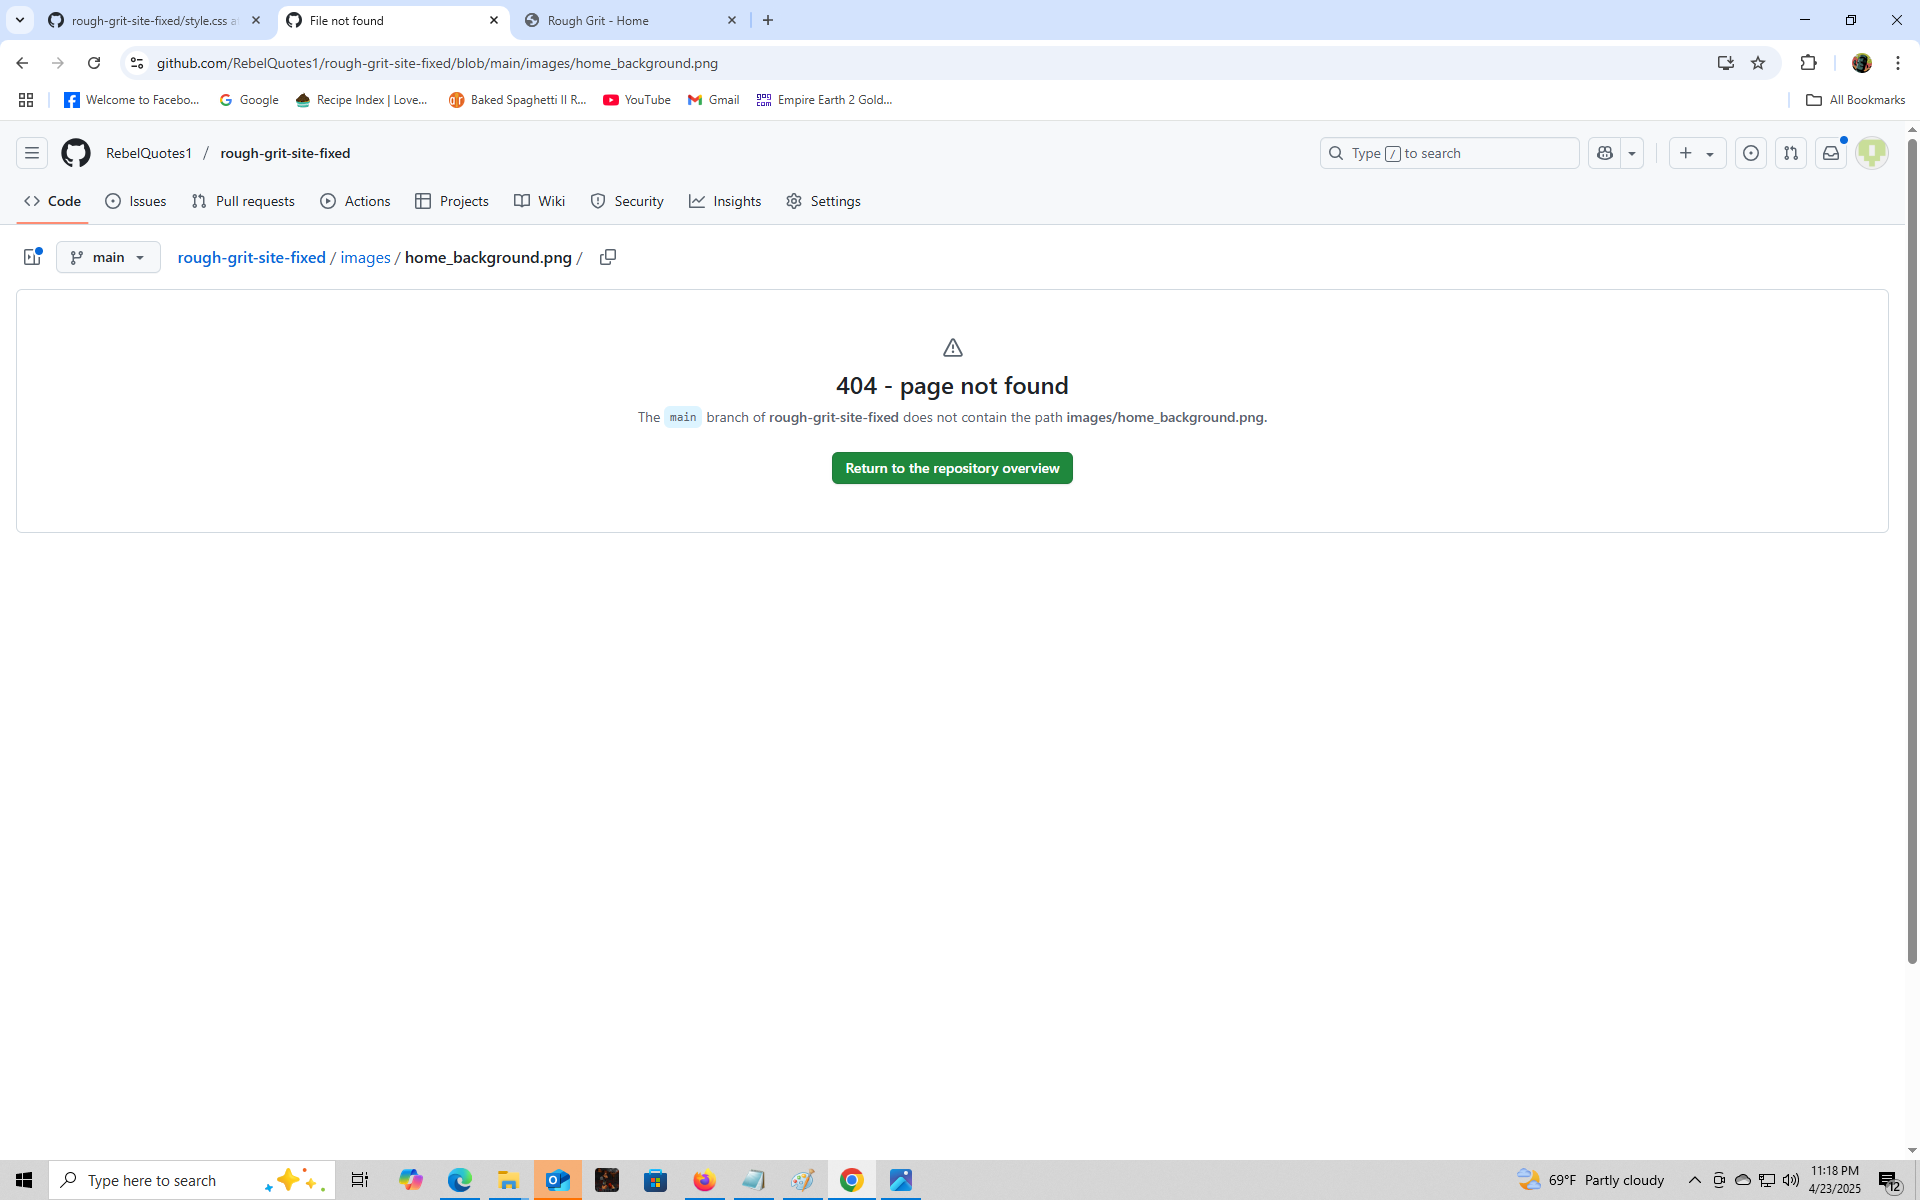 rough-grit-site-fixed/style.css a
File not found
Rough Grit - Home
github.com/RebelQuotes1/rough-grit-site-fixed/blob/main/images/home_background.png
Welcome to Facebo...
Google
Recipe Index | Love...
Baked Spaghetti II R...
YouTube
Gmail
Empire Earth 2 Gold...
All Bookmarks
RebelQuotes1 / rough-grit-site-fixed
Type / to search
Code
Issues
Pull requests
Actions
Projects
Wiki
Security
Insights
Settings
main
rough-grit-site-fixed / images / home_background.png /
404 - page not found
The main branch of rough-grit-site-fixed does not contain the path images/home_background.png.
Return to the repository overview
Type here to search
69°F Partly cloudy
11:18 PM
4/23/2025
12